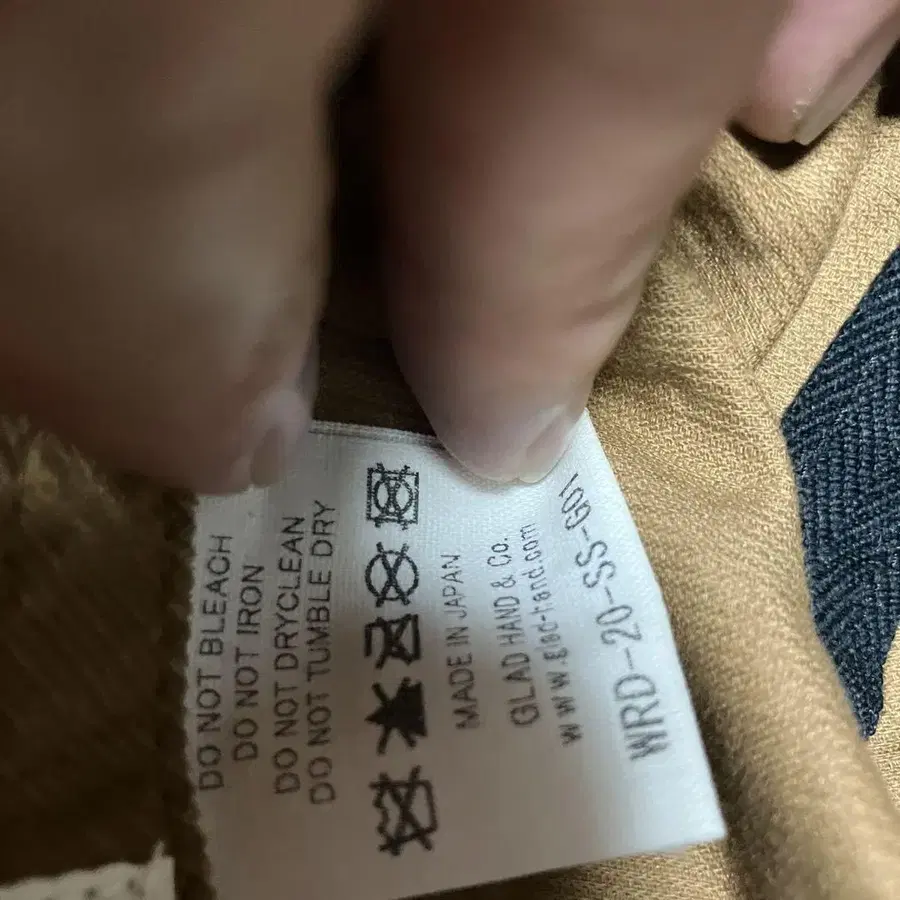 DO NOT BLEACH
DO NOT IRON
DO NOT DRYCLEAN
DO NOT TUMBLE DRY
MADE IN JAPAN
GLAD HAND & Co.
www.glad-hand.com
WRD-20-SS-G01